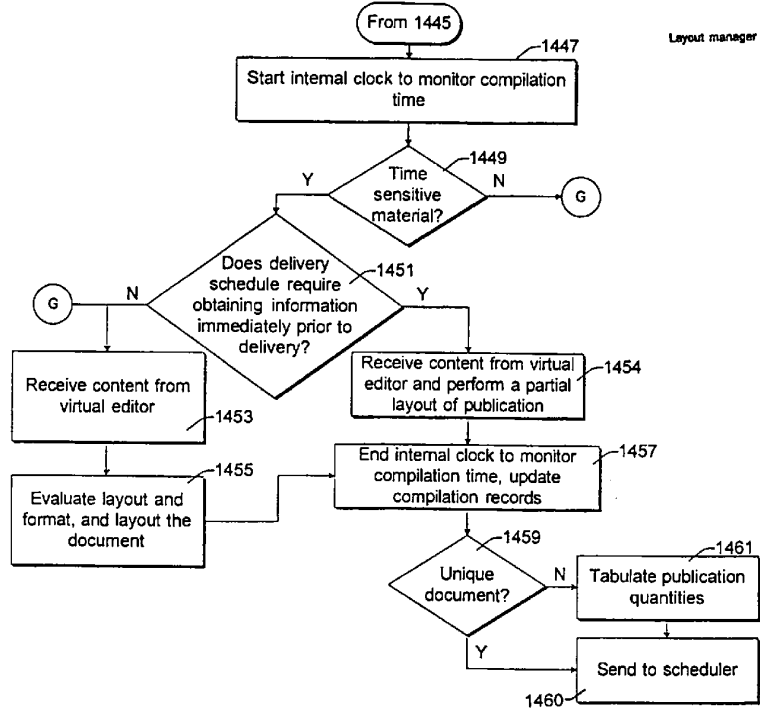 From 1445
Layout manager
1447
Start internal clock to monitor compilation
time
1449
Time
sensitive
material?
Y
N
G
1451
Does delivery
schedule require
obtaining information
immediately prior to
delivery?
G
N
Y
1454
Receive content from virtual
editor and perform a partial
layout of publication
Receive content from
virtual editor
1453
1455
Evaluate layout and
format, and layout the
document
1457
End internal clock to monitor
compilation time, update
compilation records
1459
Unique
document?
N
Y
1461
Tabulate publication
quantities
Send to scheduler
1460